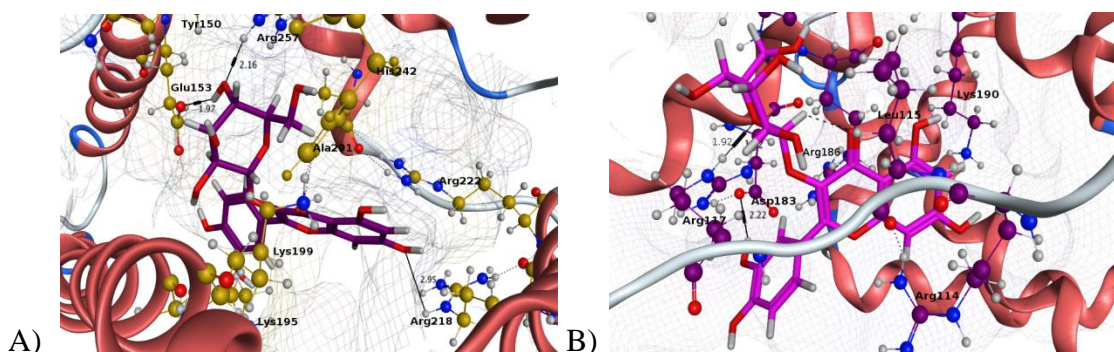 Tyr150
Arg257
2.16
His242
Glu153
1.97
Ala291
Arg222
Lys199
2.95
Arg218
Lys195
A)
Lys190
Leu115
1.92
Arg186
Asp183
Arg117
2.22
Arg114
B)